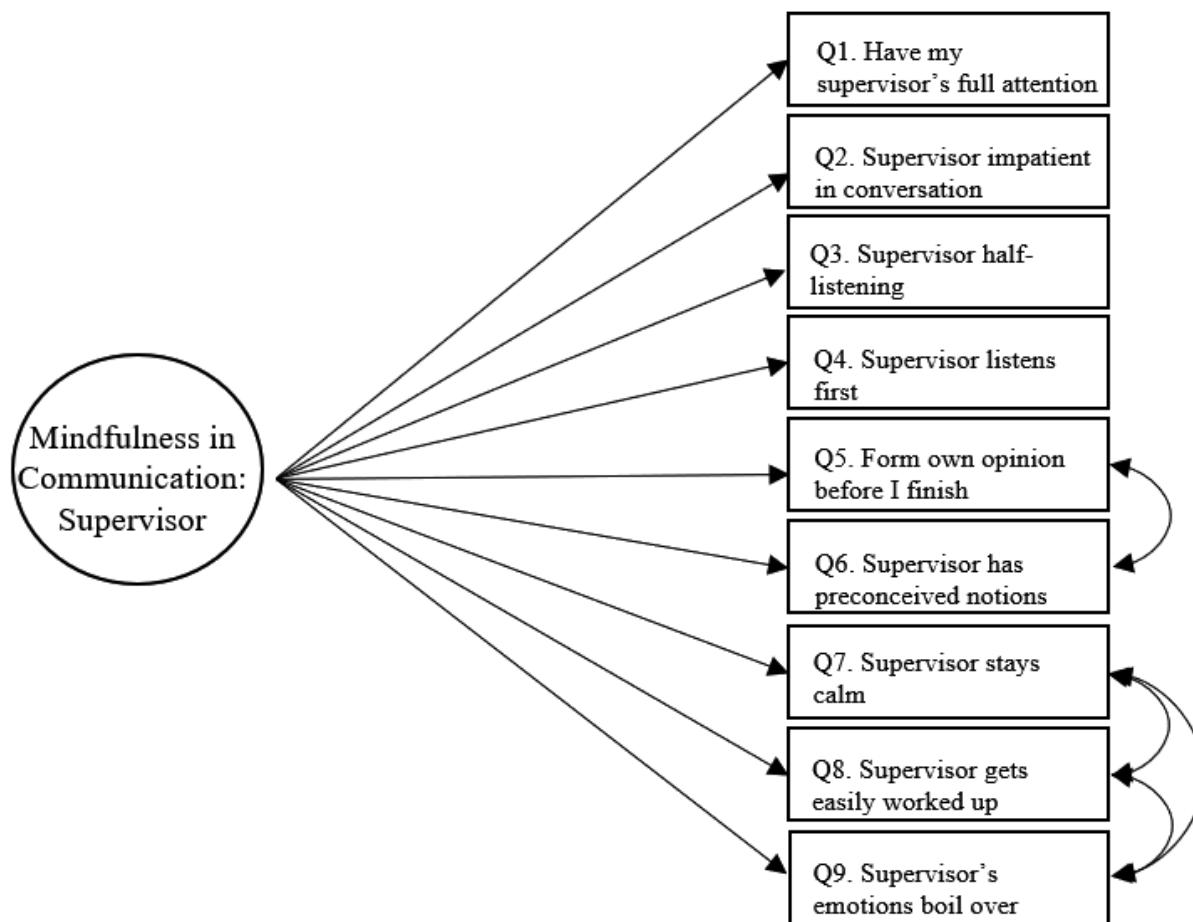 Q1. Have my
supervisor’s full attention
Q2. Supervisor impatient
in conversation
Q3. Supervisor half-
listening
Q4. Supervisor listens
first
Mindfulness in
Communication:
Supervisor
Q5. Form own opinion
before I finish
Q6. Supervisor has
preconceived notions
Q7. Supervisor stays
calm
Q8. Supervisor gets
easily worked up
Q9. Supervisor’s
emotions boil over